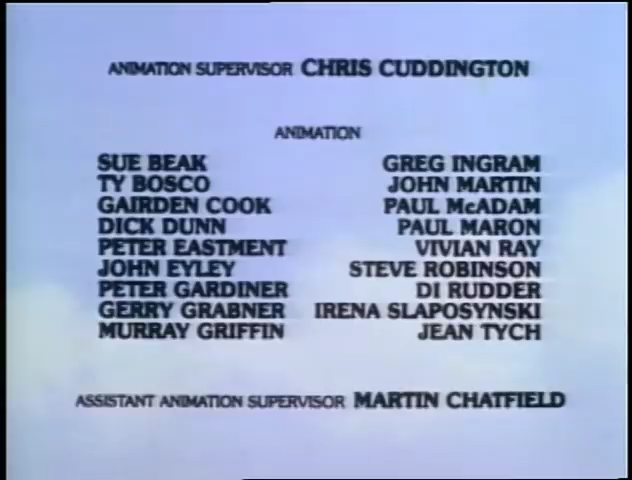 ANIMATION SUPERVISOR CHRIS CUDDINGTON
ANIMATION
SUE BEAK GREG INGRAM
TY BOSCO JOHN MARTIN
GAIRDEN COOK PAUL McADAM
DICK DUNN PAUL MARON
PETER EASTMENT VIVIAN RAY
JOHN EYLEY STEVE ROBINSON
PETER GARDINER DI RUDDER
GERRY GRABNER IRENA SLAPOSYNSKI
MURRAY GRIFFIN JEAN TYCH
ASSISTANT ANIMATION SUPERVISOR MARTIN CHATFIELD